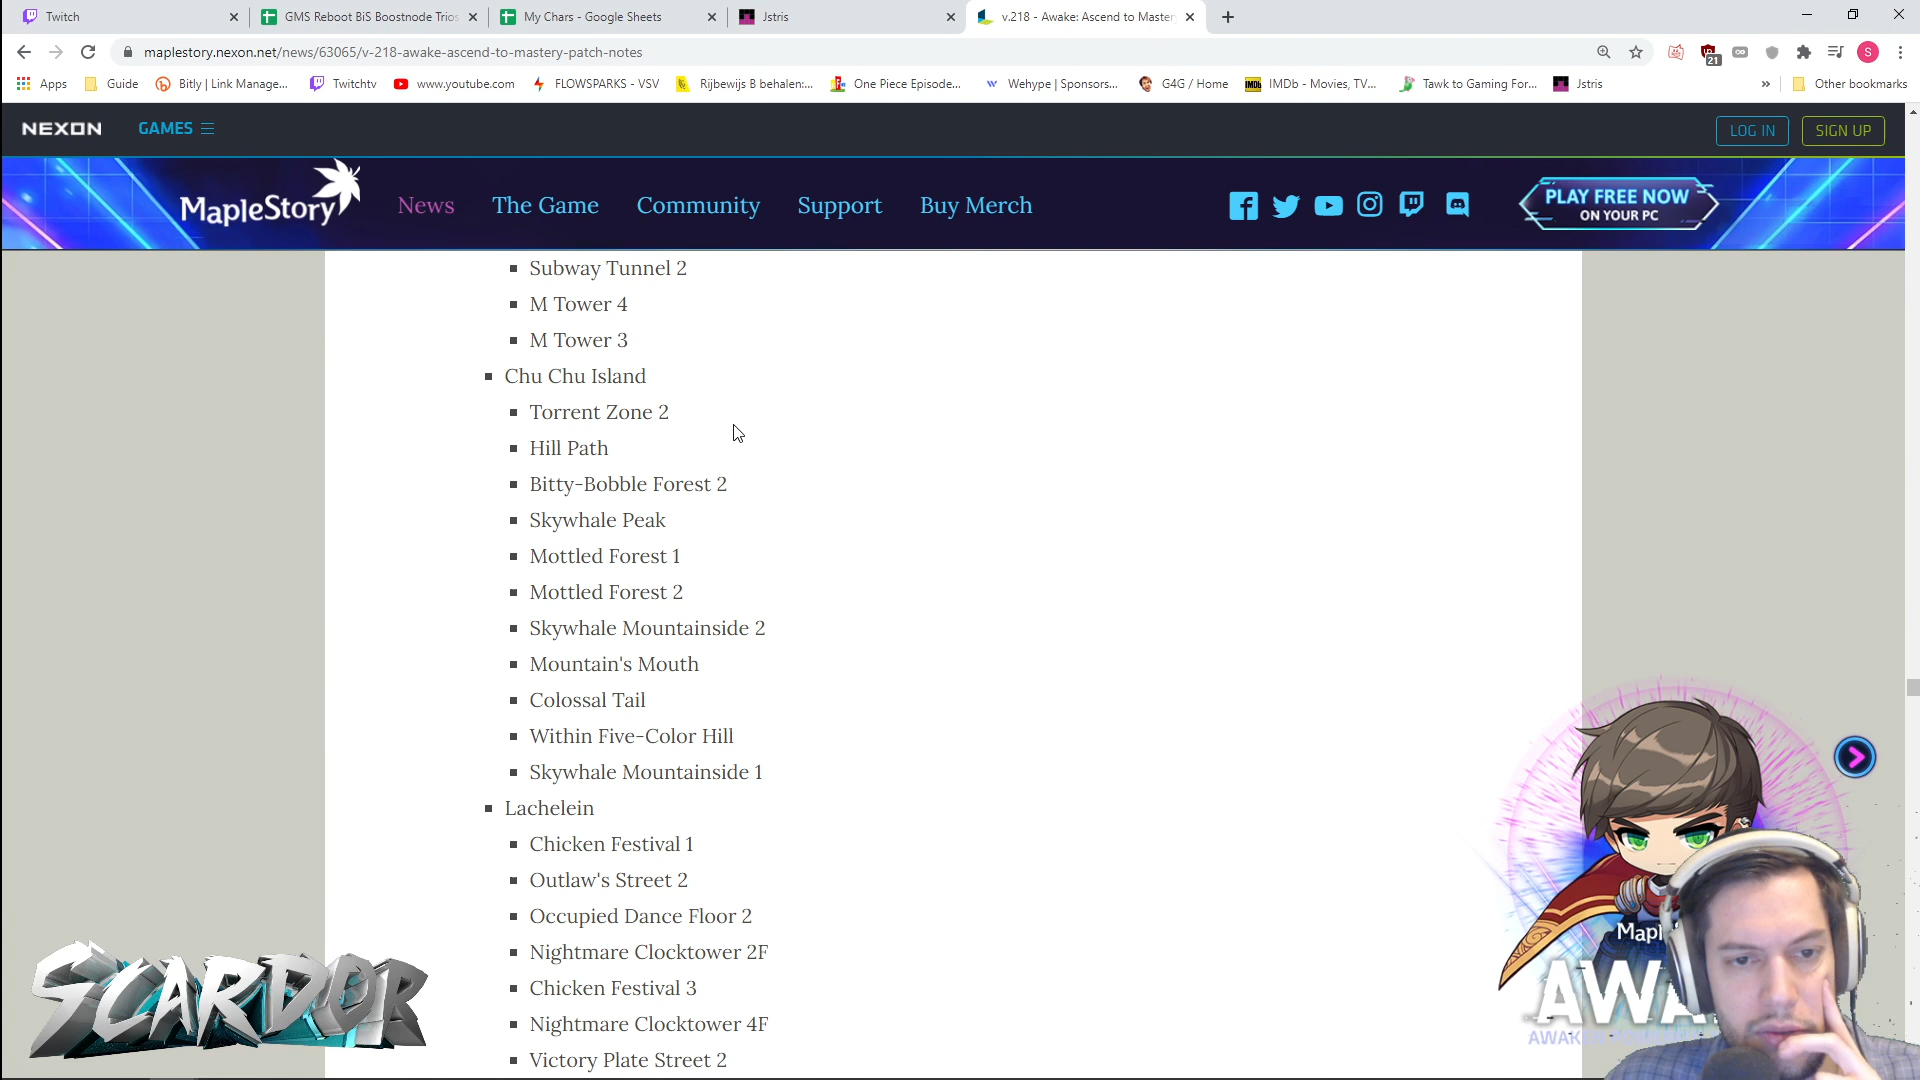 Twitch
GMS Reboot BiS Boostnode Trios
My Chars - Google Sheets
Jstris
v.218 - Awake: Ascend to Master
maplestory.nexon.net/news/63065/v-218-awake-ascend-to-mastery-patch-notes
21
S
Apps
Guide
Bitly | Link Manage...
Twitchtv
www.youtube.com
FLOWSPARKS - VSV
Rijbewijs B behalen:...
One Piece Episode...
Wehype | Sponsors...
G4G / Home
IMDb
IMDb - Movies, TV...
Tawk to Gaming For...
Jstris
»
Other bookmarks
NEXON
GAMES
LOG IN
SIGN UP
MapleStory
News
The Game
Community
Support
Buy Merch
PLAY FREE NOW
ON YOUR PC
Subway Tunnel 2
M Tower 4
M Tower 3
Chu Chu Island
Torrent Zone 2
Hill Path
Bitty-Bobble Forest 2
Skywhale Peak
Mottled Forest 1
Mottled Forest 2
Skywhale Mountainside 2
Mountain's Mouth
Colossal Tail
Within Five-Color Hill
Skywhale Mountainside 1
Lachelein
Chicken Festival 1
Outlaw's Street 2
Occupied Dance Floor 2
Nightmare Clocktower 2F
Chicken Festival 3
Nightmare Clocktower 4F
Victory Plate Street 2
SCARDOR
Mapl
AWA